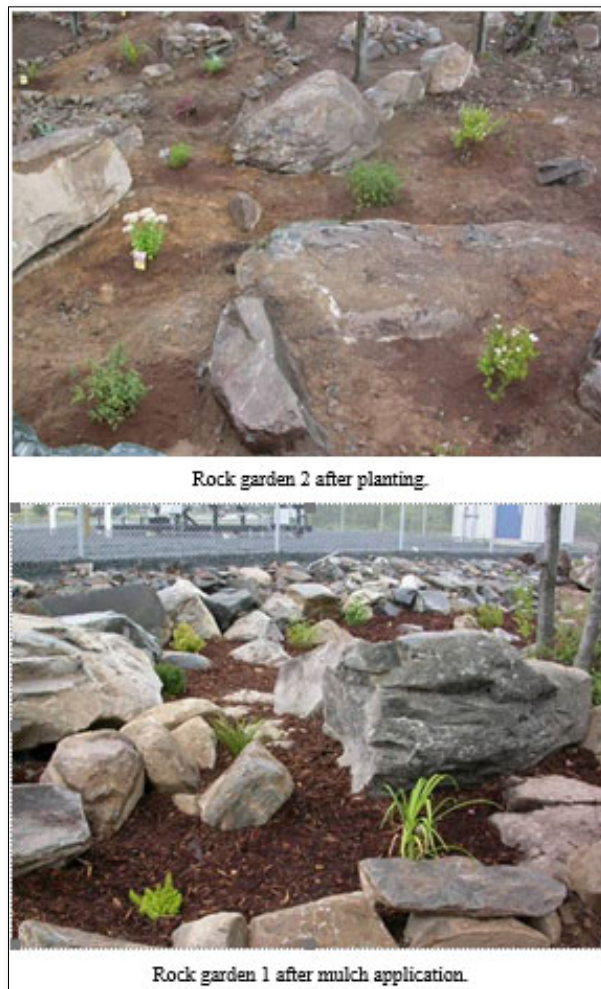 Rock garden 2 after planting.
Rock garden 1 after mulch application.